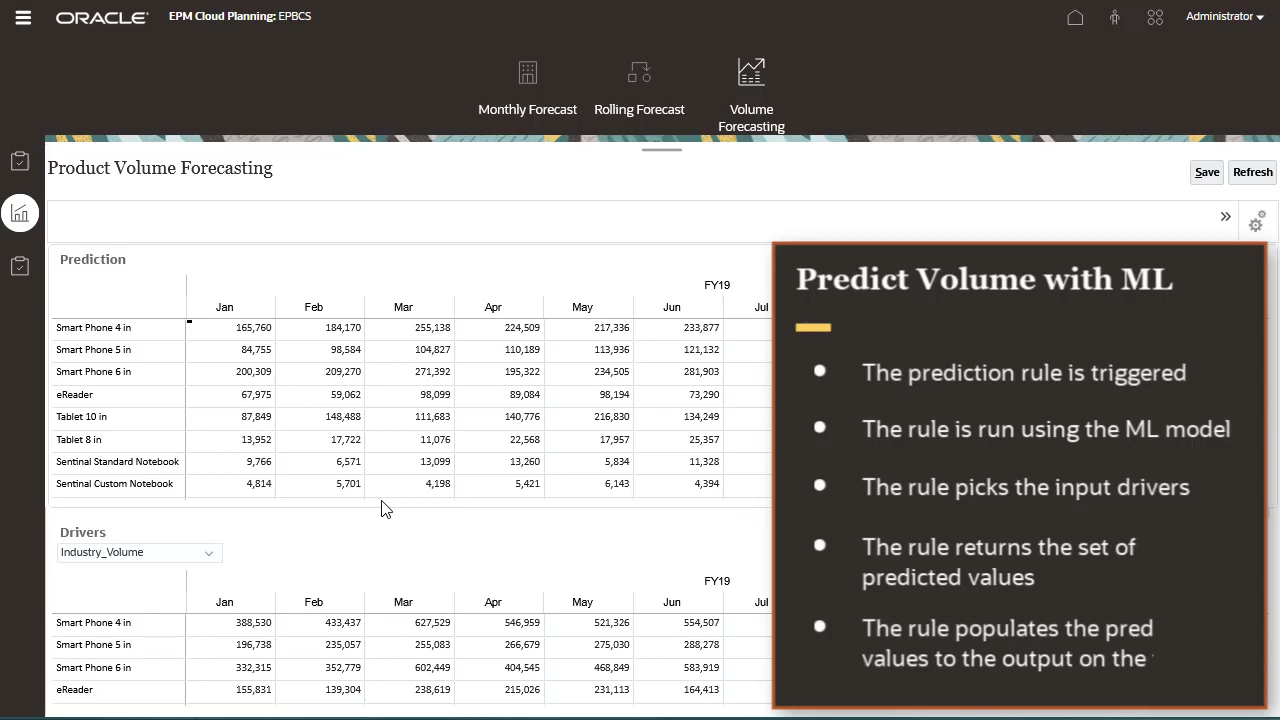 ORACLE EPM Cloud Planning: EPBCS Administrator
Monthly Forecast Rolling Forecast Volume
Forecasting
Product Volume Forecasting Save Refresh
Prediction
FY19
Jan Feb Mar Apr May Jun Jul
Smart Phone 4 in 165,760 184,170 255,138 224,509 217,336 233,877
Smart Phone 5 in 84,755 98,584 104,827 110,189 113,936 121,132
Smart Phone 6 in 200,309 209,270 271,392 195,322 234,505 281,903
eReader 67,975 59,062 98,099 89,084 98,194 73,290
Tablet 10 in 87,849 148,488 111,683 140,776 216,830 134,249
Tablet 8 in 13,952 17,722 11,076 22,568 17,957 25,357
Sentinal Standard Notebook 9,766 6,571 13,099 13,260 5,834 11,328
Sentinal Custom Notebook 4,814 5,701 4,198 5,421 6,143 4,394
Drivers
Industry_Volume
FY19
Jan Feb Mar Apr May Jun Jul
Smart Phone 4 in 388,530 433,437 627,529 546,959 521,326 554,507
Smart Phone 5 in 196,738 235,057 255,083 266,679 275,030 288,278
Smart Phone 6 in 332,315 352,779 602,449 404,545 468,849 583,919
eReader 155,831 139,304 238,619 215,026 231,113 164,413
Predict Volume with ML
The prediction rule is triggered
The rule is run using the ML model
The rule picks the input drivers
The rule returns the set of
predicted values
The rule populates the pred
values to the output on the